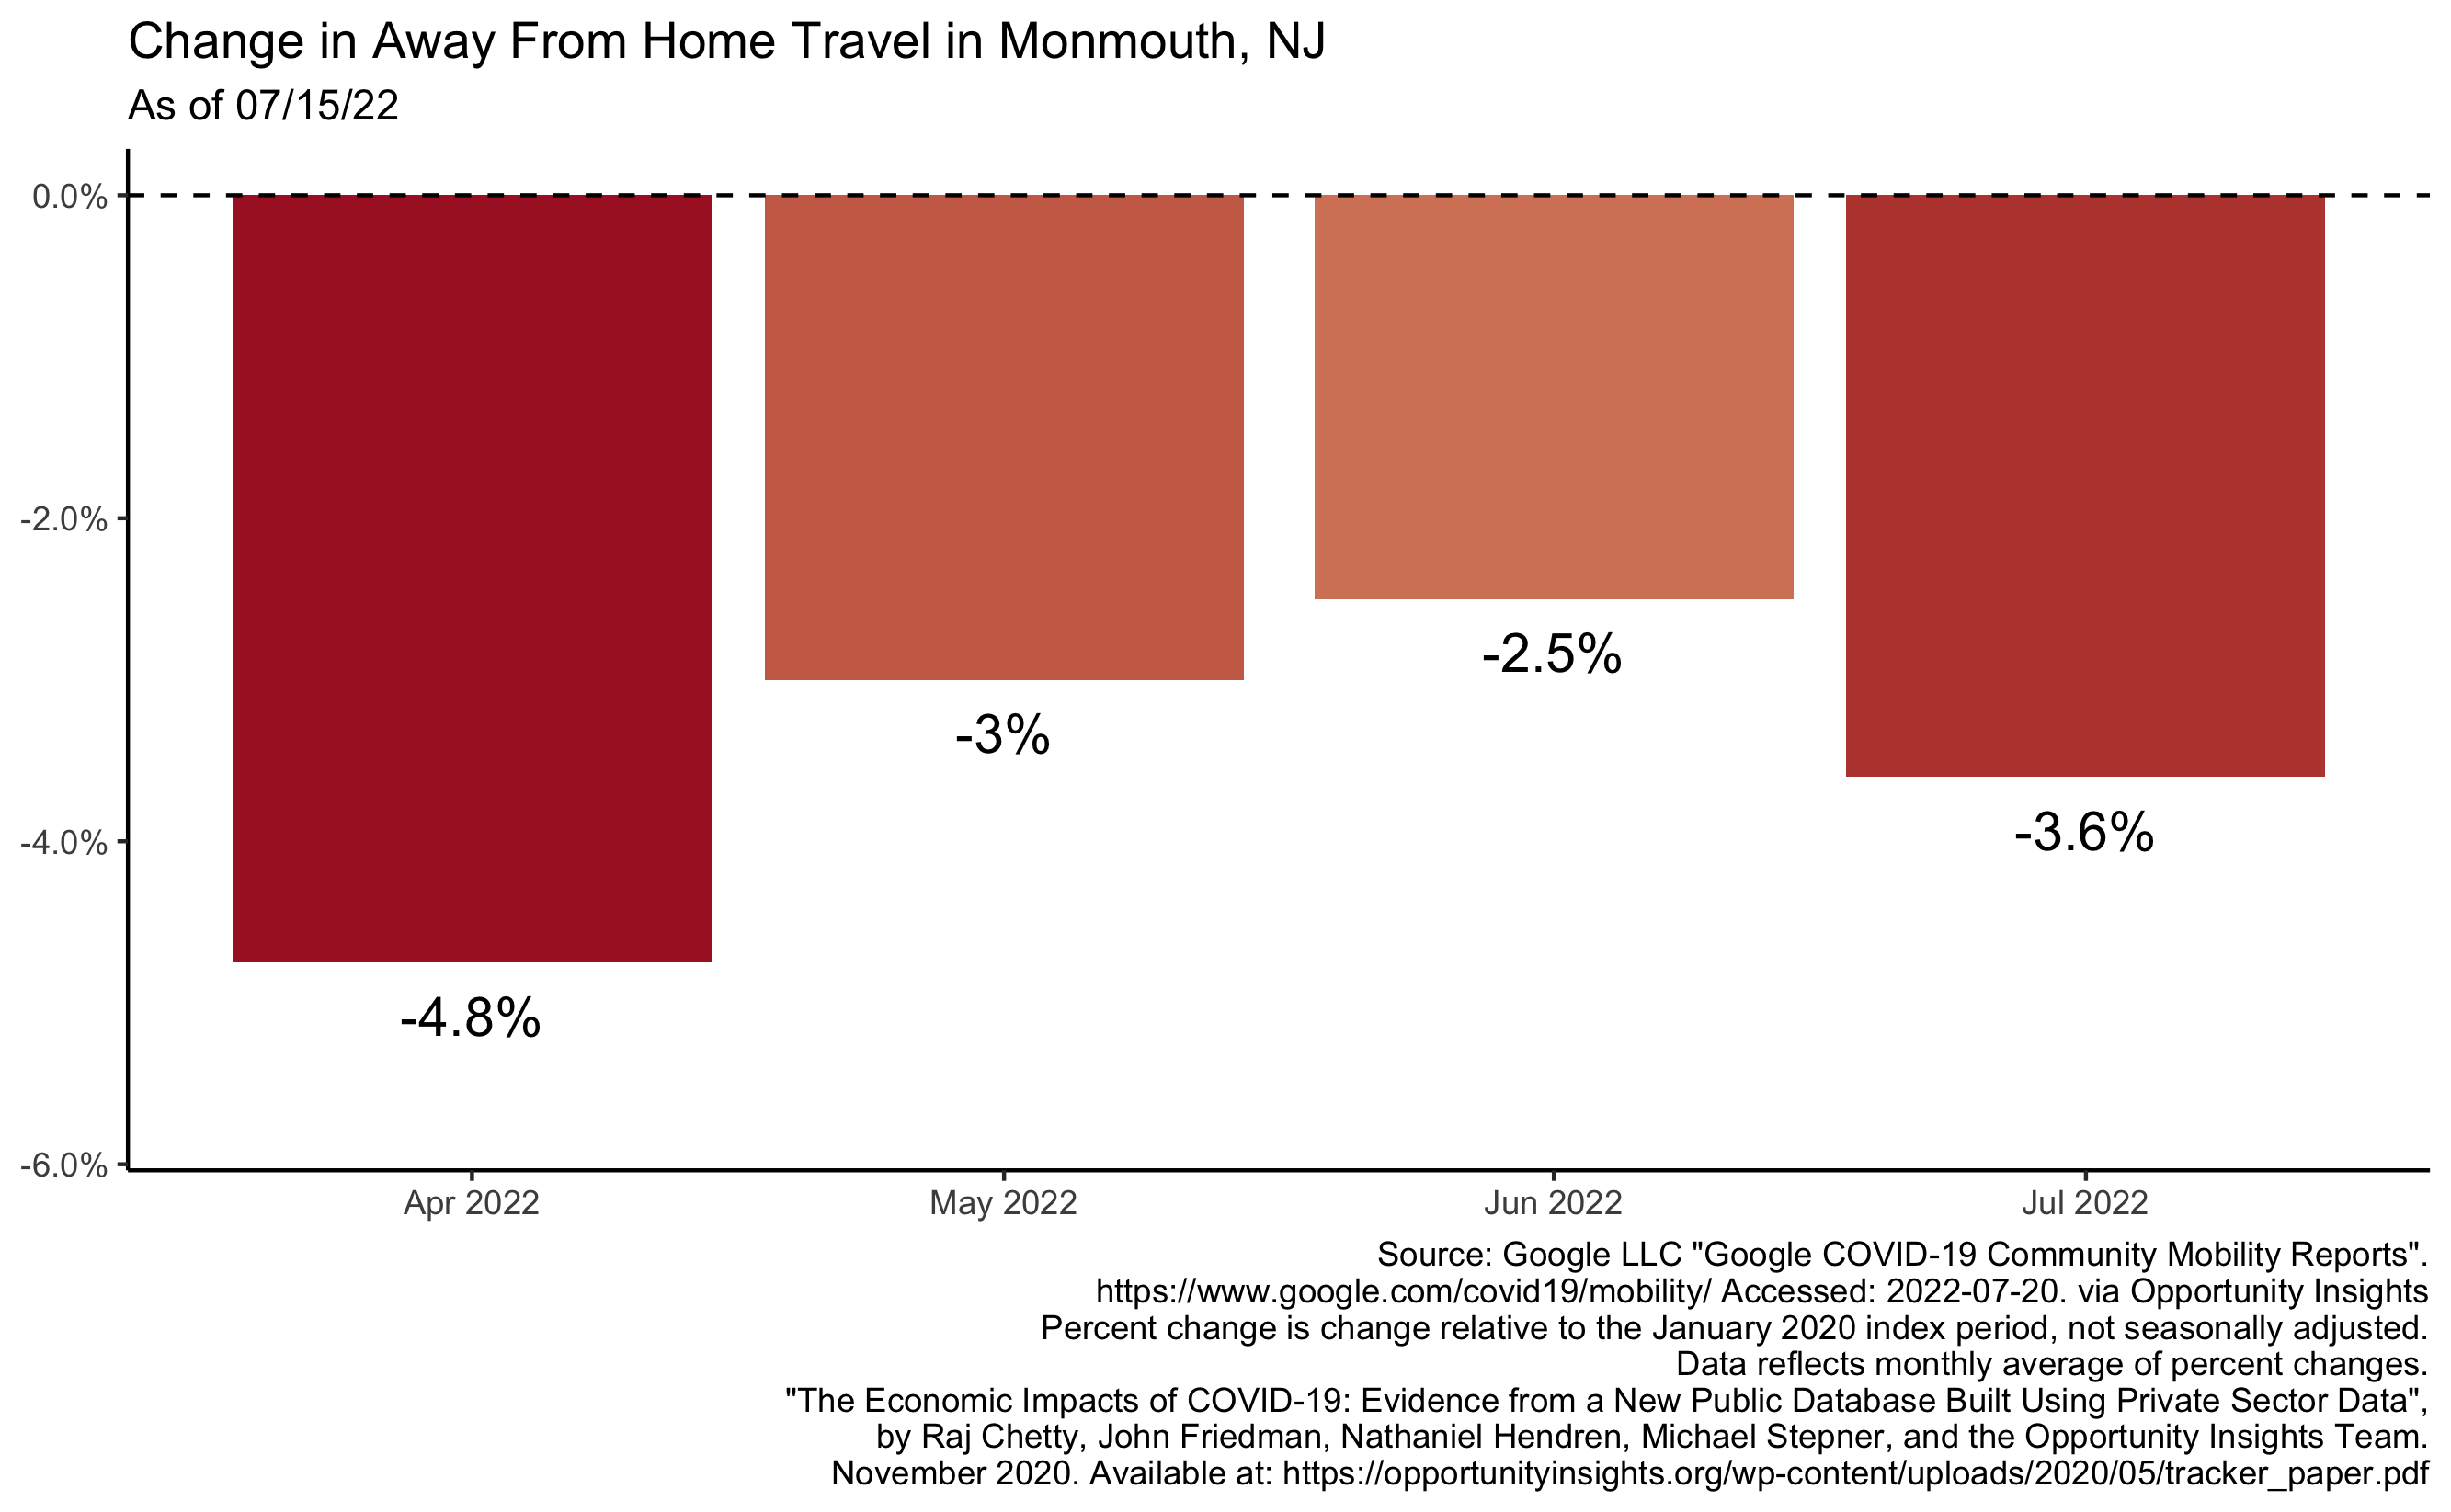 Change in Away From Home Travel in Monmouth, NJ
As of 07/15/22
0.0%
-2.0%
-4.0%
-6.0%
-4.8%
-3%
-2.5%
-3.6%
Apr 2022
May 2022
Jun 2022
Jul 2022
Source: Google LLC "Google COVID-19 Community Mobility Reports".
https://www.google.com/covid19/mobility/ Accessed: 2022-07-20. via Opportunity Insights
Percent change is change relative to the January 2020 index period, not seasonally adjusted.
Data reflects monthly average of percent changes.
"The Economic Impacts of COVID-19: Evidence from a New Public Database Built Using Private Sector Data",
by Raj Chetty, John Friedman, Nathaniel Hendren, Michael Stepner, and the Opportunity Insights Team.
November 2020. Available at: https://opportunityinsights.org/wp-content/uploads/2020/05/tracker_paper.pdf